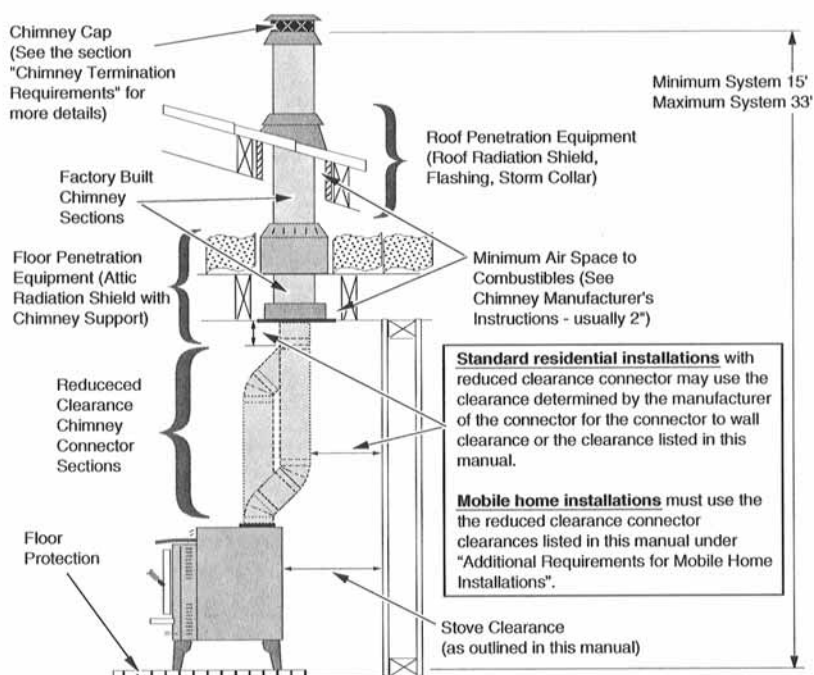 Chimney Cap
(See the section
"Chimney Termination
Requirements" for
more details)
Minimum System 15'
Maximum System 33'
Roof Penetration Equipment
(Roof Radiation Shield,
Flashing, Storm Collar)
Factory Built
Chimney
Sections
Floor Penetration
Equipment (Attic
Radiation Shield with
Chimney Support)
Minimum Air Space to
Combustibles (See
Chimney Manufacturer's
Instructions - usually 2")
Reduceced
Clearance
Chimney
Connector
Sections
Standard residential installations with
reduced clearance connector may use the
clearance determined by the manufacturer
of the connector for the connector to wall
clearance or the clearance listed in this
manual.
Mobile home installations must use the
the reduced clearance connector
clearances listed in this manual under
"Additional Requirements for Mobile Home
Installations".
Floor
Protection
Stove Clearance
(as outlined in this manual)